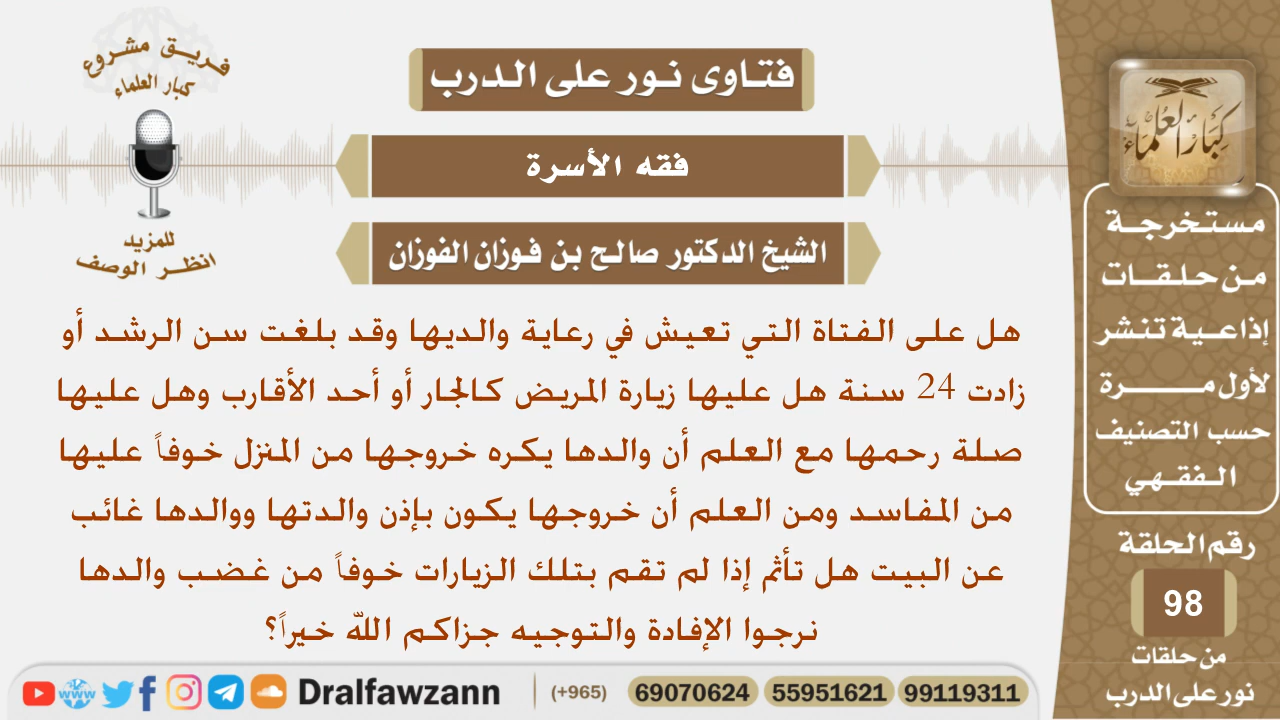 فريق مشروع
كبار العلماء
للمزيد
انظر الوصف
فتاوى نور على الدرب
فقه الأسرة
الشيخ الدكتور صالح بن فوزان الفوزان
هل على الفتاة التي تعيش في رعاية والديها وقد بلغت سن الرشد أو
زادت 24 سنة هل عليها زيارة المريض كالجار أو أحد الأقارب وهل عليها
صلة رحمها مع العلم أن والدها يكره خروجها من المنزل خوفاً عليها
من المفاسد ومن العلم أن خروجها يكون بإذن والدتها ووالدها غائب
عن البيت هل تأثم إذا لم تقم بتلك الزيارات خوفاً من غضب والدها
نرجوا الإفادة والتوجيه جزاكم الله خيراً؟
كِبَارُ العُلَمَاء
مستخرجة
من حلقات
إذاعية تنشر
لأول مرة
حسب التصنيف
الفقهي
رقم الحلقة
98
من حلقات
نور على الدرب
www
Dralfawzann
(+965)
69070624
55951621
99119311